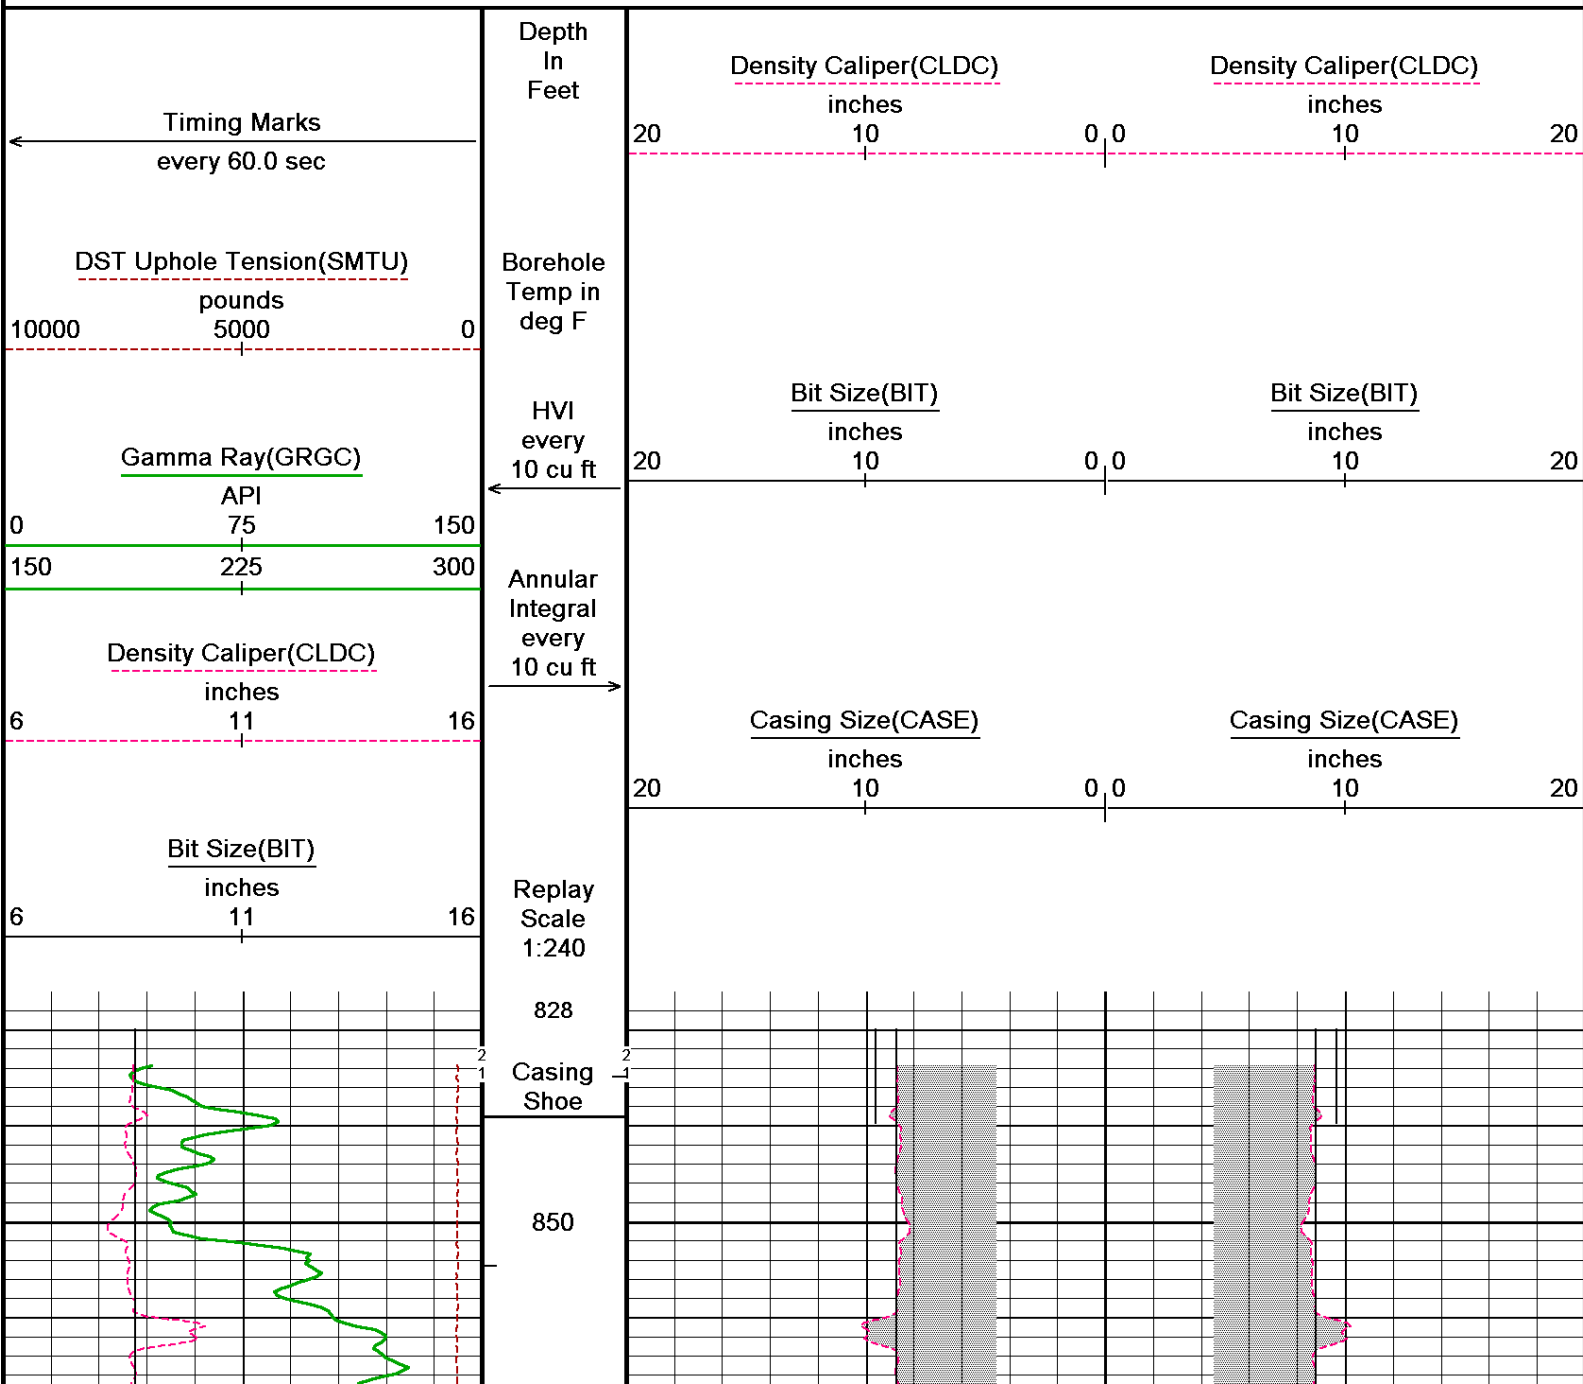 Timing Marks
every 60.0 sec
DST Uphole Tension(SMTU)
pounds
10000 5000 0
Gamma Ray(GRGC)
API
0 75 150
150 225 300
Density Caliper(CLDC)
inches
6 11 16
Bit Size(BIT)
inches
6 11 16
Depth
In
Feet
Borehole
Temp in
deg F
HVI
every
10 cu ft
Annular
Integral
every
10 cu ft
Replay
Scale
1:240
828
2 2
1 Casing 1
Shoe
850
Density Caliper(CLDC)
inches
20 10 0
Density Caliper(CLDC)
inches
0 10 20
Bit Size(BIT)
inches
20 10 0
Bit Size(BIT)
inches
0 10 20
Casing Size(CASE)
inches
20 10 0
Casing Size(CASE)
inches
0 10 20